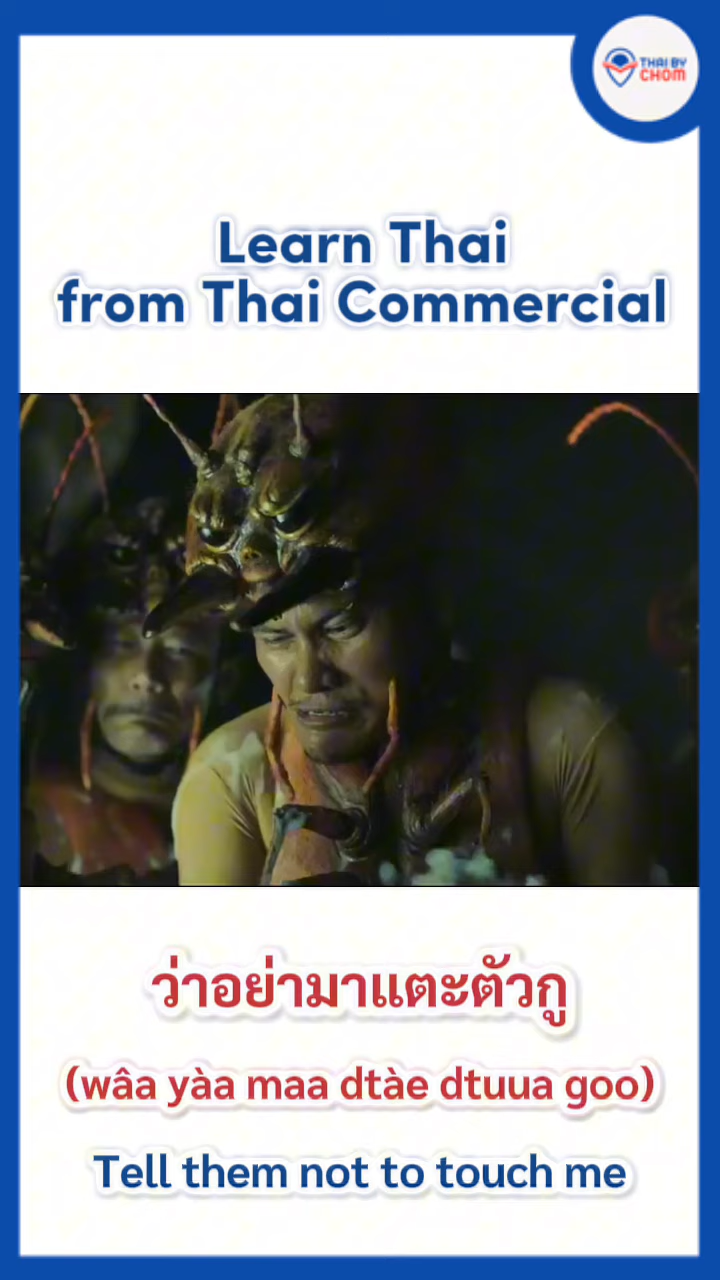 THAI BY
CHOM
Learn Thai
from Thai Commercial
ว่าอย่ามาแตะตัวกู
(wâa yàa maa dtàe dtuua goo)
Tell them not to touch me